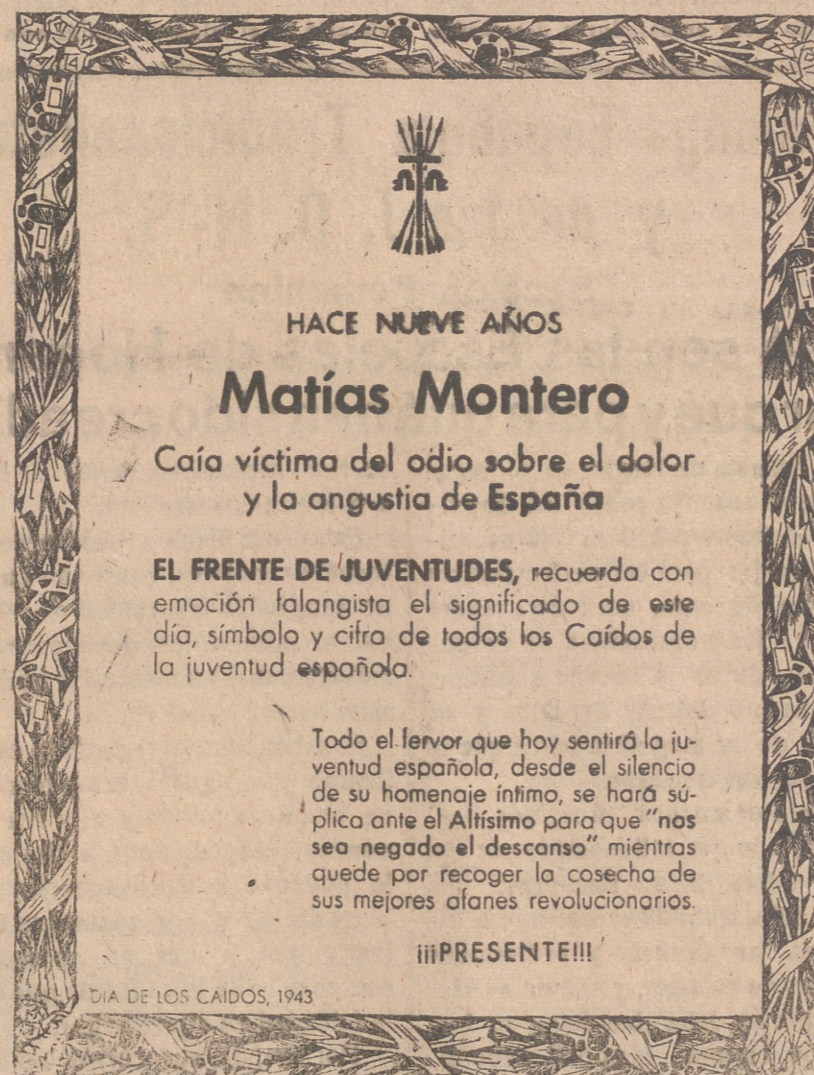 HACE NUEVE AÑOS
Matías Montero
Caía víctima del odio sobre el dolor
y la angustia de España
EL FRENTE DE JUVENTUDES, recuerda con
emoción falangista el significado de este
día, símbolo y cifra de todos los Caídos de
la juventud española.
Todo el fervor que hoy sentirá la ju-
ventud española, desde el silencio
de su homenaje íntimo, se hará sú-
plica ante el Altísimo para que "nos
sea negado el descanso" mientras
quede por recoger la cosecha de
sus mejores afanes revolucionarios.
¡¡¡PRESENTE!!!
DIA DE LOS CAIDOS, 1943